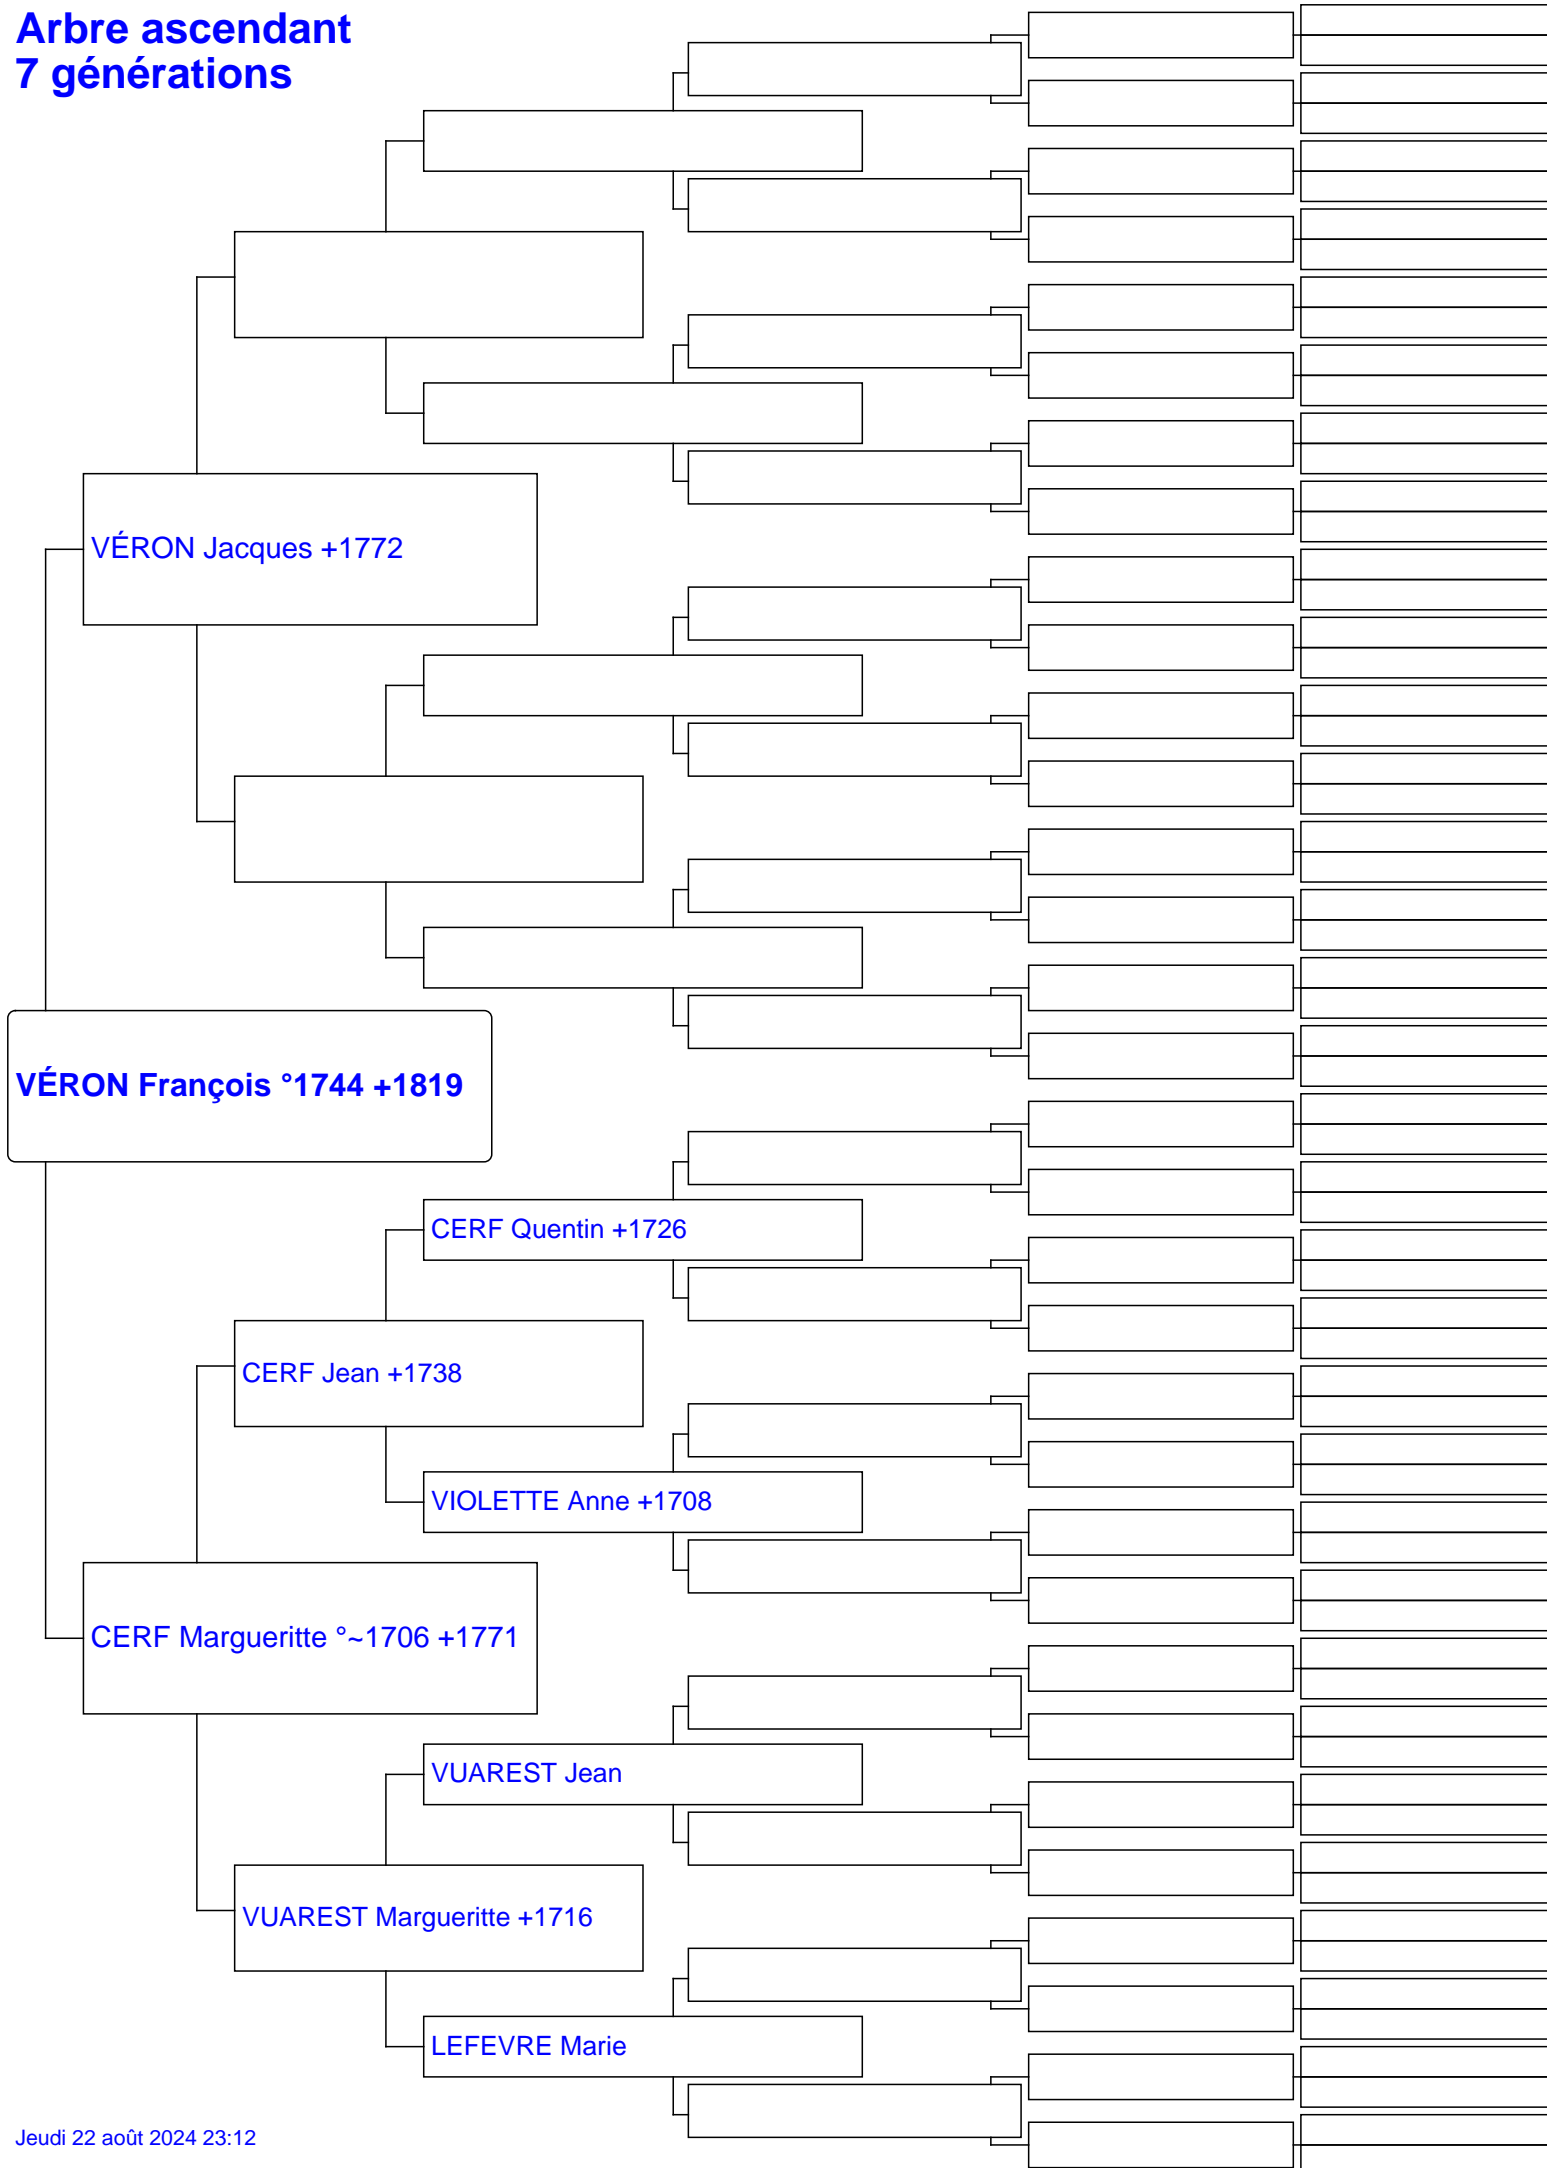 Arbre ascendant
7 générations
VÉRON Jacques +1772
VÉRON François °1744 +1819
CERF Quentin +1726
CERF Jean +1738
VIOLETTE Anne +1708
CERF Margueritte °~1706 +1771
VUAREST Jean
VUAREST Margueritte +1716
LEFEVRE Marie
Jeudi 22 août 2024 23:12